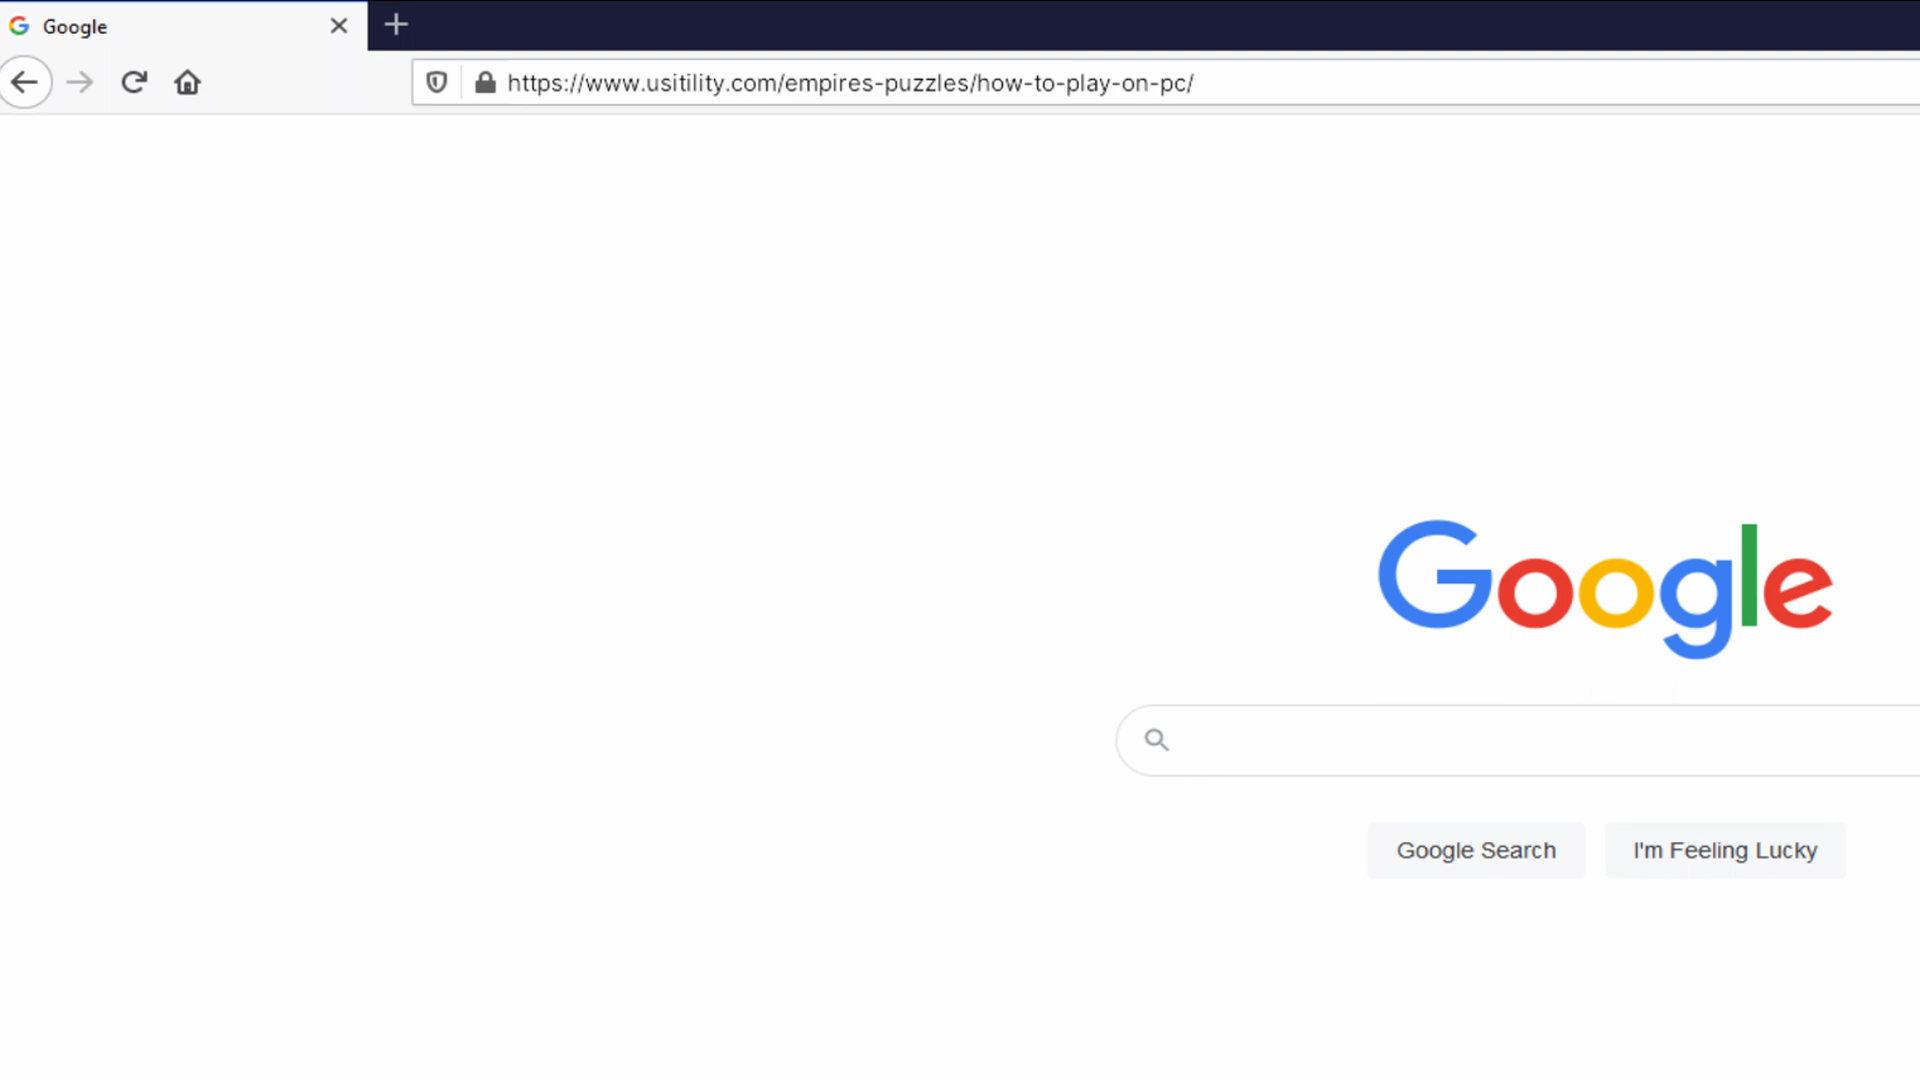 Google
https://www.usitility.com/empires-puzzles/how-to-play-on-pc/
Google
Google Search
I'm Feeling Lucky